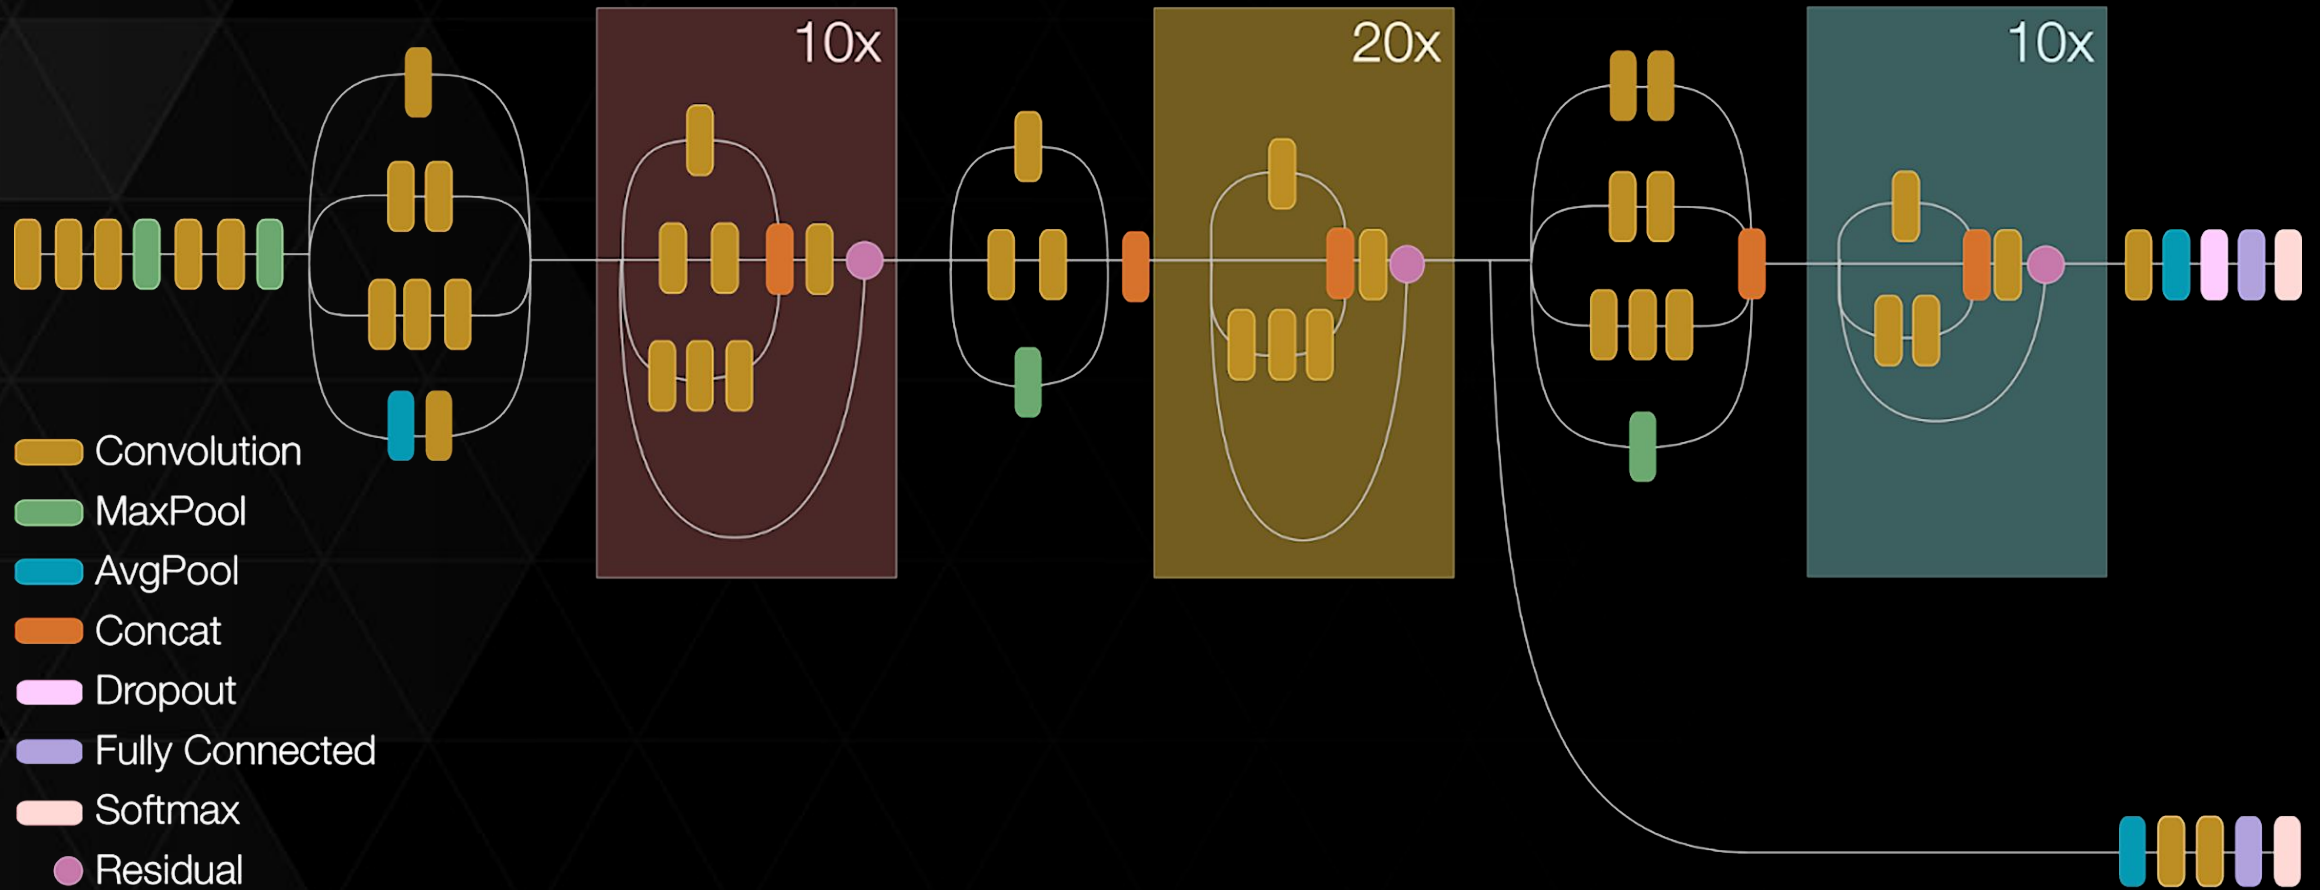 10x
20x
10x
Convolution
MaxPool
AvgPool
Concat
Dropout
Fully Connected
Softmax
Residual